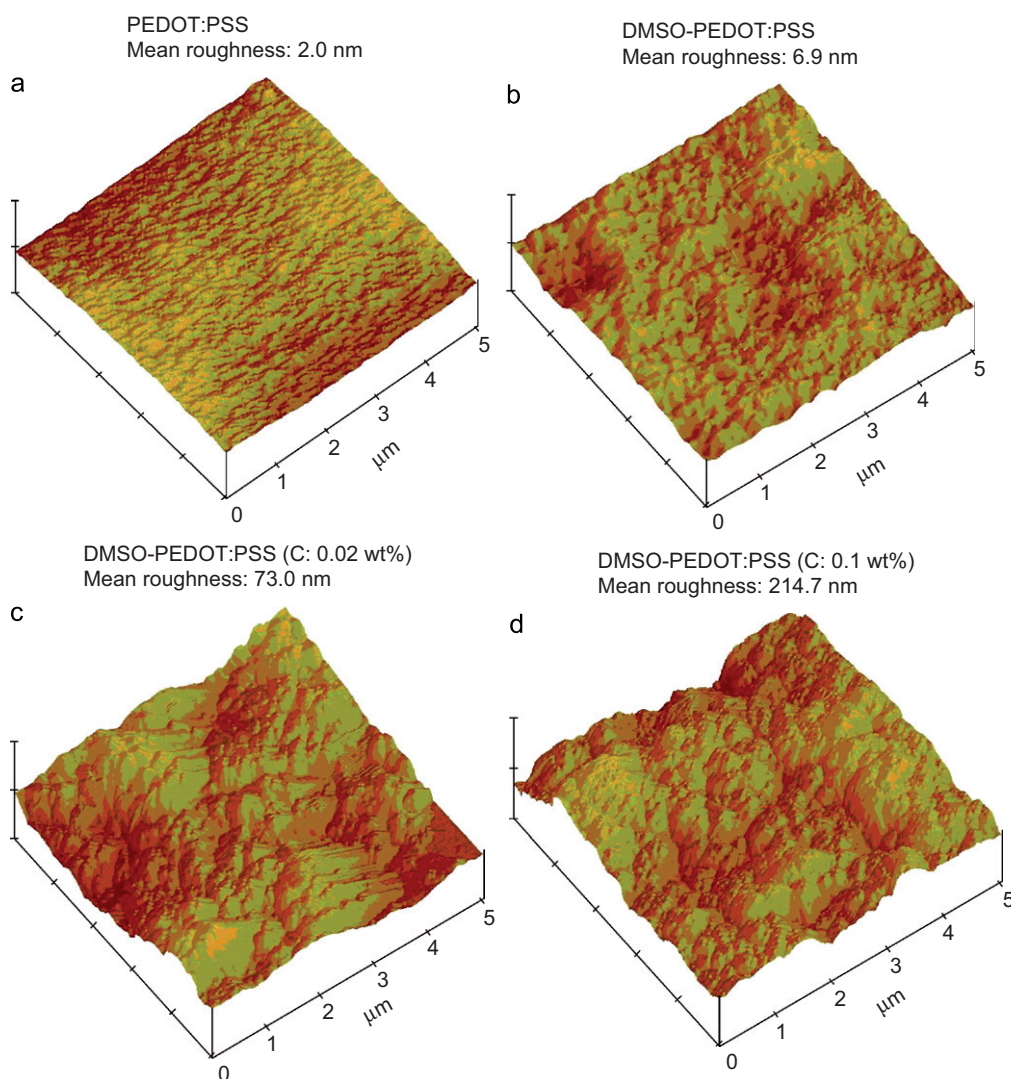 PEDOT:PSS
Mean roughness: 2.0 nm
a
0
1
2
3
4
5
μm
DMSO-PEDOT:PSS
Mean roughness: 6.9 nm
b
0
1
2
3
4
5
μm
DMSO-PEDOT:PSS (C: 0.02 wt%)
Mean roughness: 73.0 nm
c
0
1
2
3
4
5
μm
DMSO-PEDOT:PSS (C: 0.1 wt%)
Mean roughness: 214.7 nm
d
0
1
2
3
4
5
μm